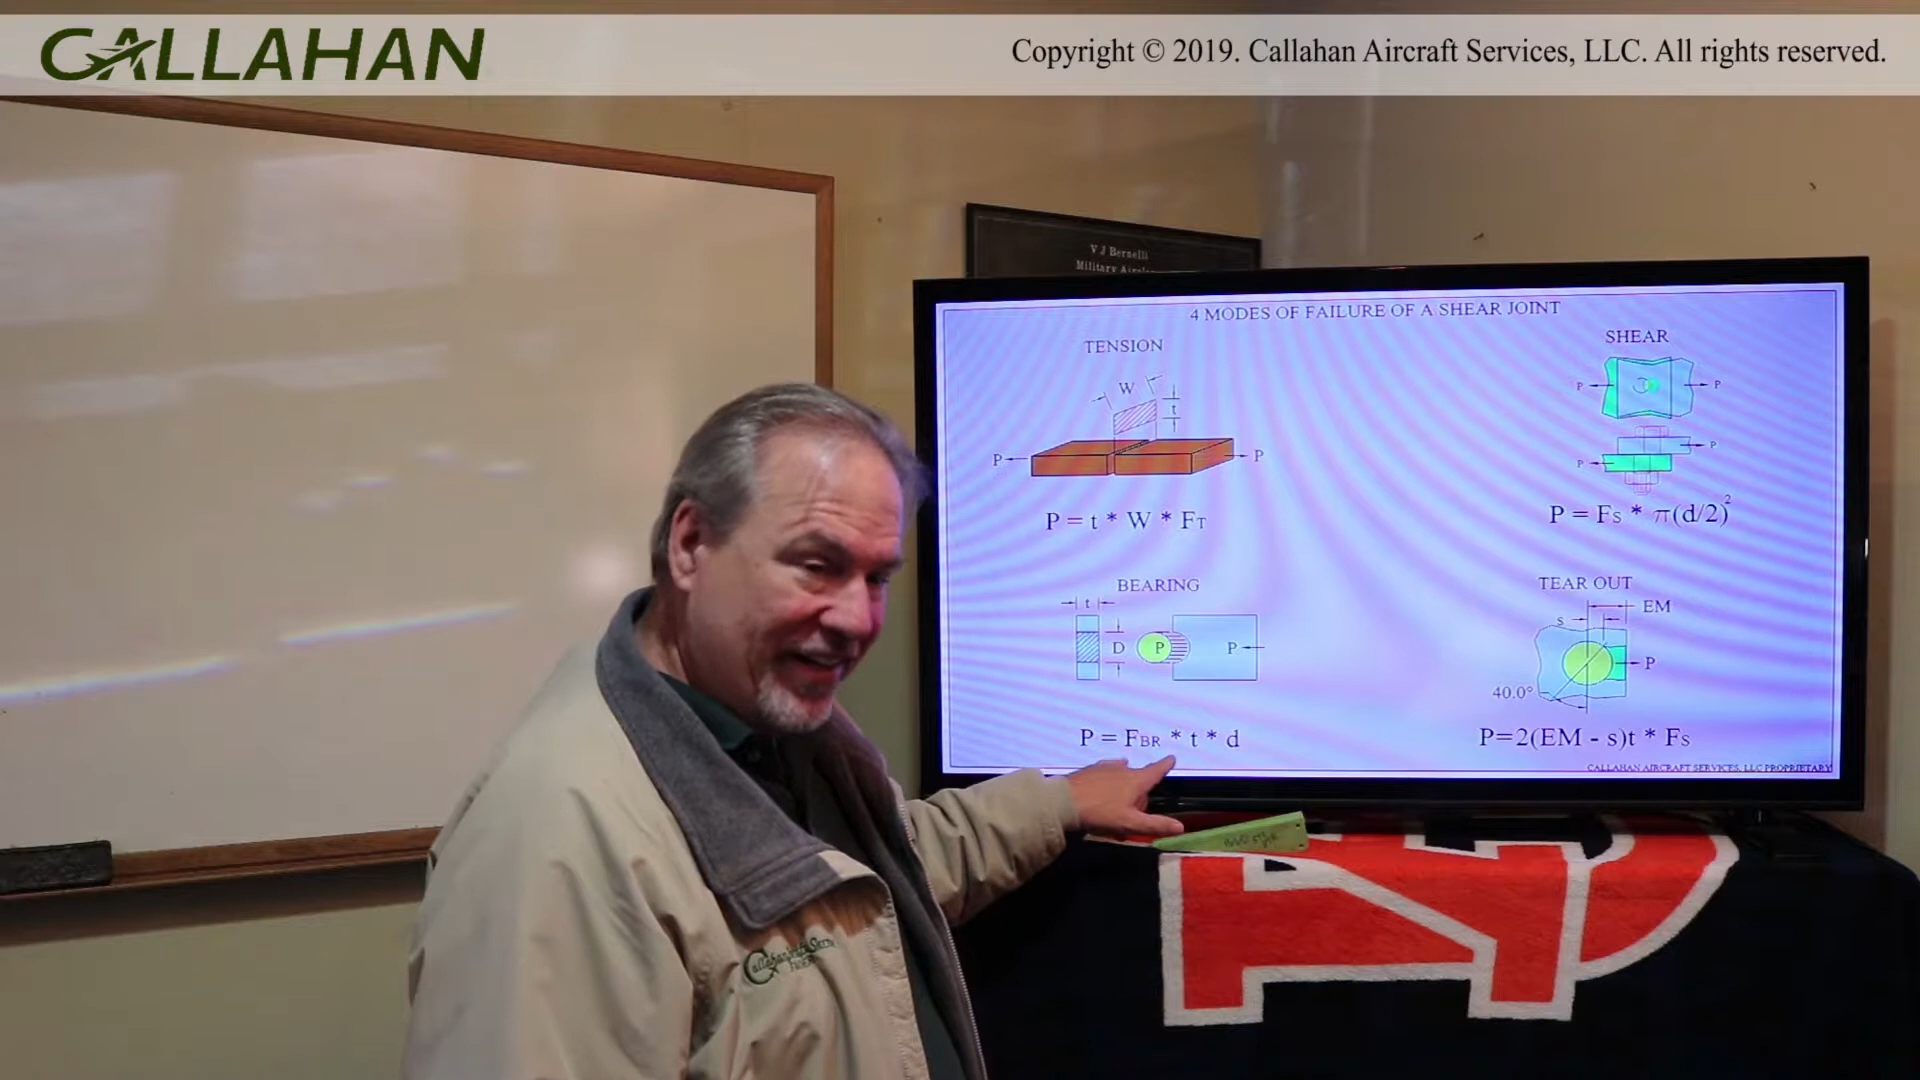 CALLAHAN
Copyright © 2019. Callahan Aircraft Services, LLC. All rights reserved.
V J Bernelli
Military
4 MODES OF FAILURE OF A SHEAR JOINT
TENSION
W
t
P
P
P = t * W * FT
SHEAR
P
P
P
P
P = FS * π(d/2)²
BEARING
t
D
P
P
P = FBR * t * d
TEAR OUT
EM
s
P
40.0°
P=2(EM - s)t * FS
CALLAHAN AIRCRAFT SERVICES, LLC PROPRIETARY